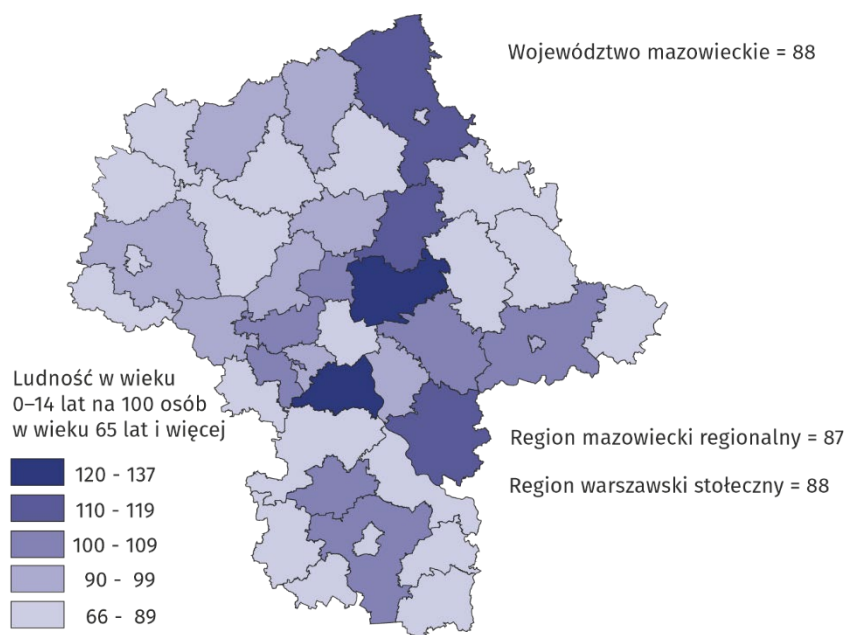 Województwo mazowieckie = 88
Ludność w wieku
0–14 lat na 100 osób
w wieku 65 lat i więcej
120 - 137
110 - 119
100 - 109
90 - 99
66 - 89
Region mazowiecki regionalny = 87
Region warszawski stołeczny = 88